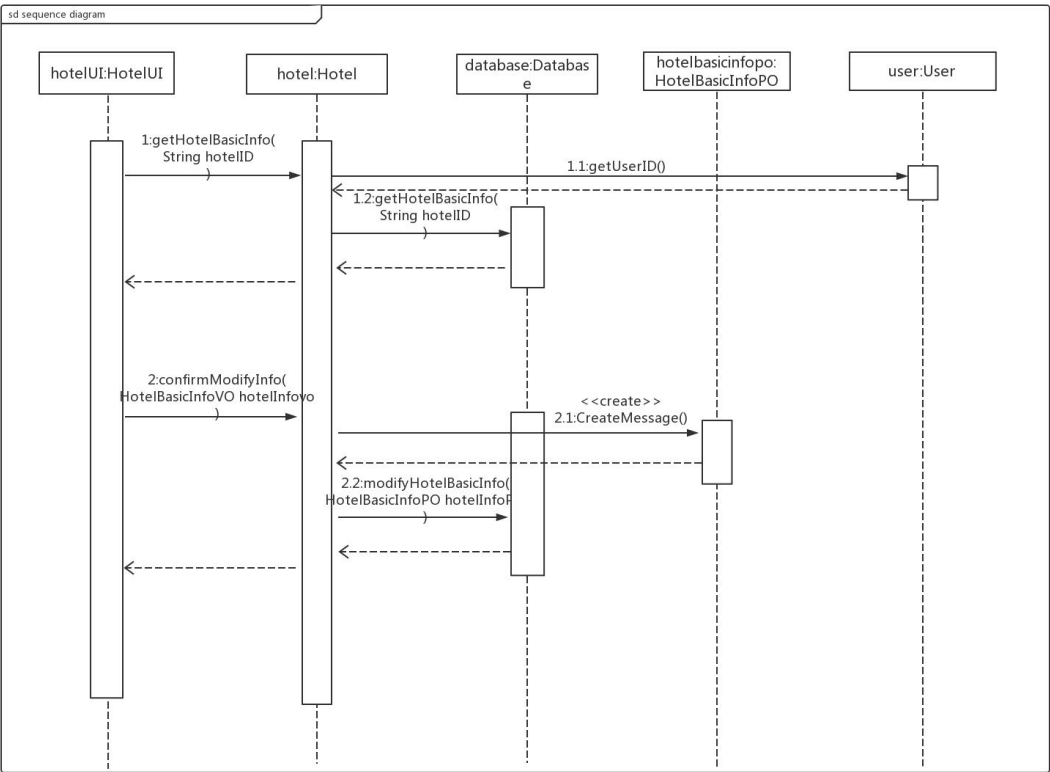 sd sequence diagram
hotelUI:HotelUI
hotel:Hotel
database:Databas
e
hotelbasicinfopo:
HotelBasicInfoPO
user:User
1:getHotelBasicInfo(
String hotelID
)
1.1:getUserID()
1.2:getHotelBasicInfo(
String hotelID
)
2:confirmModifyInfo(
HotelBasicInfoVO hotelInfovo
)
<<create>>
2.1:CreateMessage()
2.2:modifyHotelBasicInfo(
HotelBasicInfoPO hotelInfoP
)